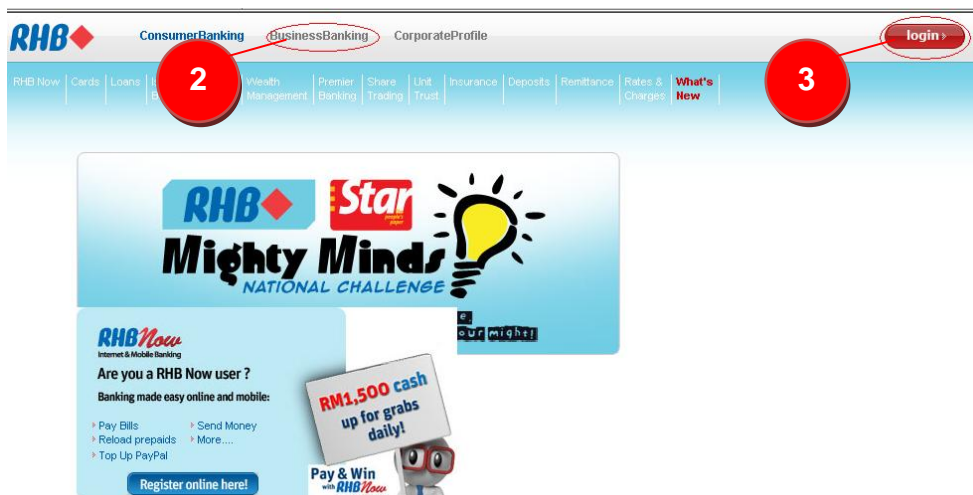 RHB ConsumerBanking BusinessBanking CorporateProfile login
2
3
RHB Now Cards Loans Wealth Management Premier Banking Share Trading Unit Trust Insurance Deposits Remittance Rates & Charges What's New
RHB Star people's paper
Mighty Minds
NATIONAL CHALLENGE
e,
our might!
RHB Now
Internet & Mobile Banking
Are you a RHB Now user ?
Banking made easy online and mobile:
Pay Bills
Send Money
Reload prepaids
More....
Top Up PayPal
Register online here!
RM1,500 cash
up for grabs
daily!
Pay & Win
with RHB Now